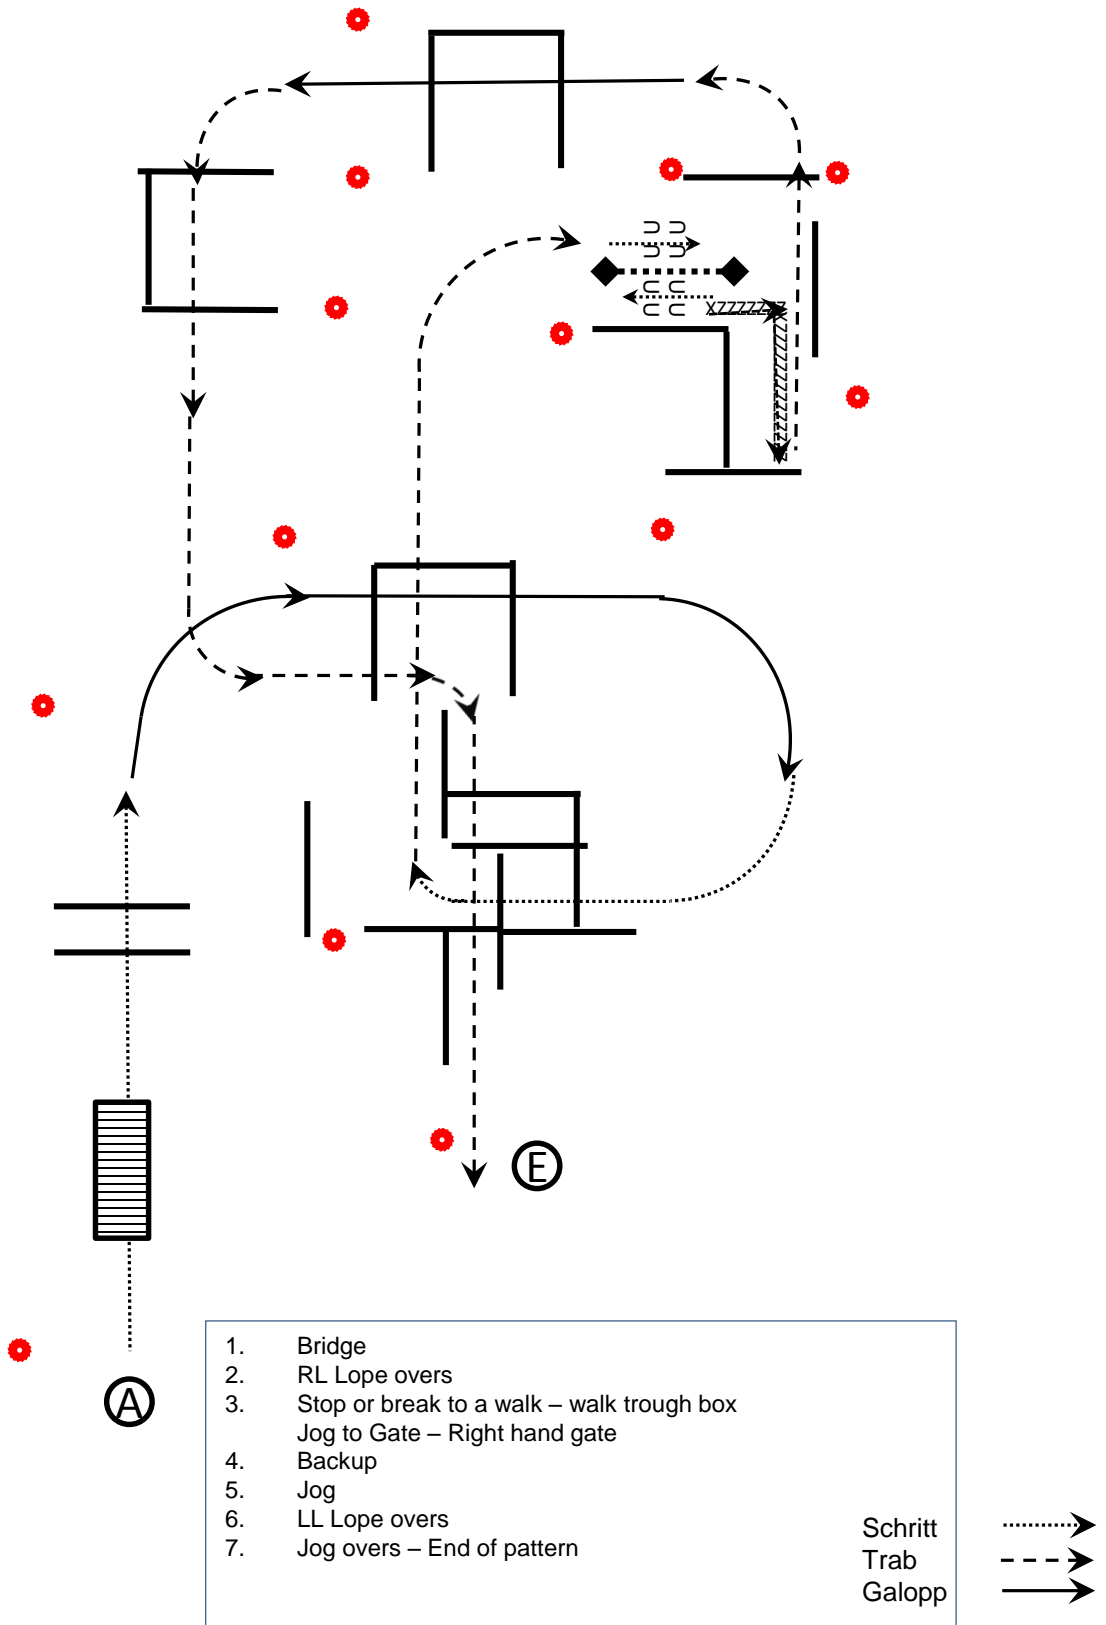 XZZZZZZZ
E
A
1. Bridge
2. RL Lope overs
3. Stop or break to a walk – walk trough box
Jog to Gate – Right hand gate
4. Backup
5. Jog
6. LL Lope overs
7. Jog overs – End of pattern
Schritt
Trab
Galopp